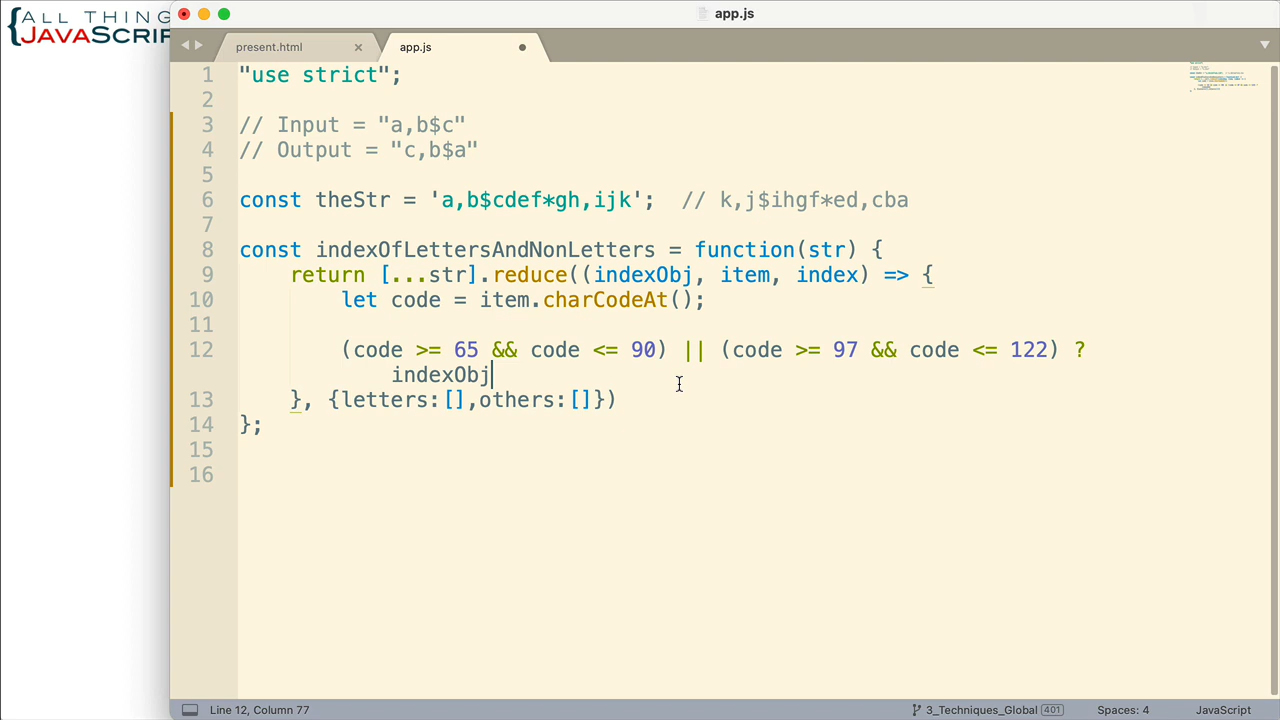 {ALL THING
JAVASCRIP
app.js
present.html
app.js
1 "use strict";
2
3 // Input = "a,b$c"
4 // Output = "c,b$a"
5
6 const theStr = 'a,b$cdef*gh,ijk';  // k,j$ihgf*ed,cba
7
8 const indexOfLettersAndNonLetters = function(str) {
9     return [...str].reduce((indexObj, item, index) => {
10         let code = item.charCodeAt();
11
12         (code >= 65 && code <= 90) || (code >= 97 && code <= 122) ?
            indexObj
13     }, {letters:[],others:[]})
14 };
15
16
Line 12, Column 77
3_Techniques_Global 401
Spaces: 4
JavaScript